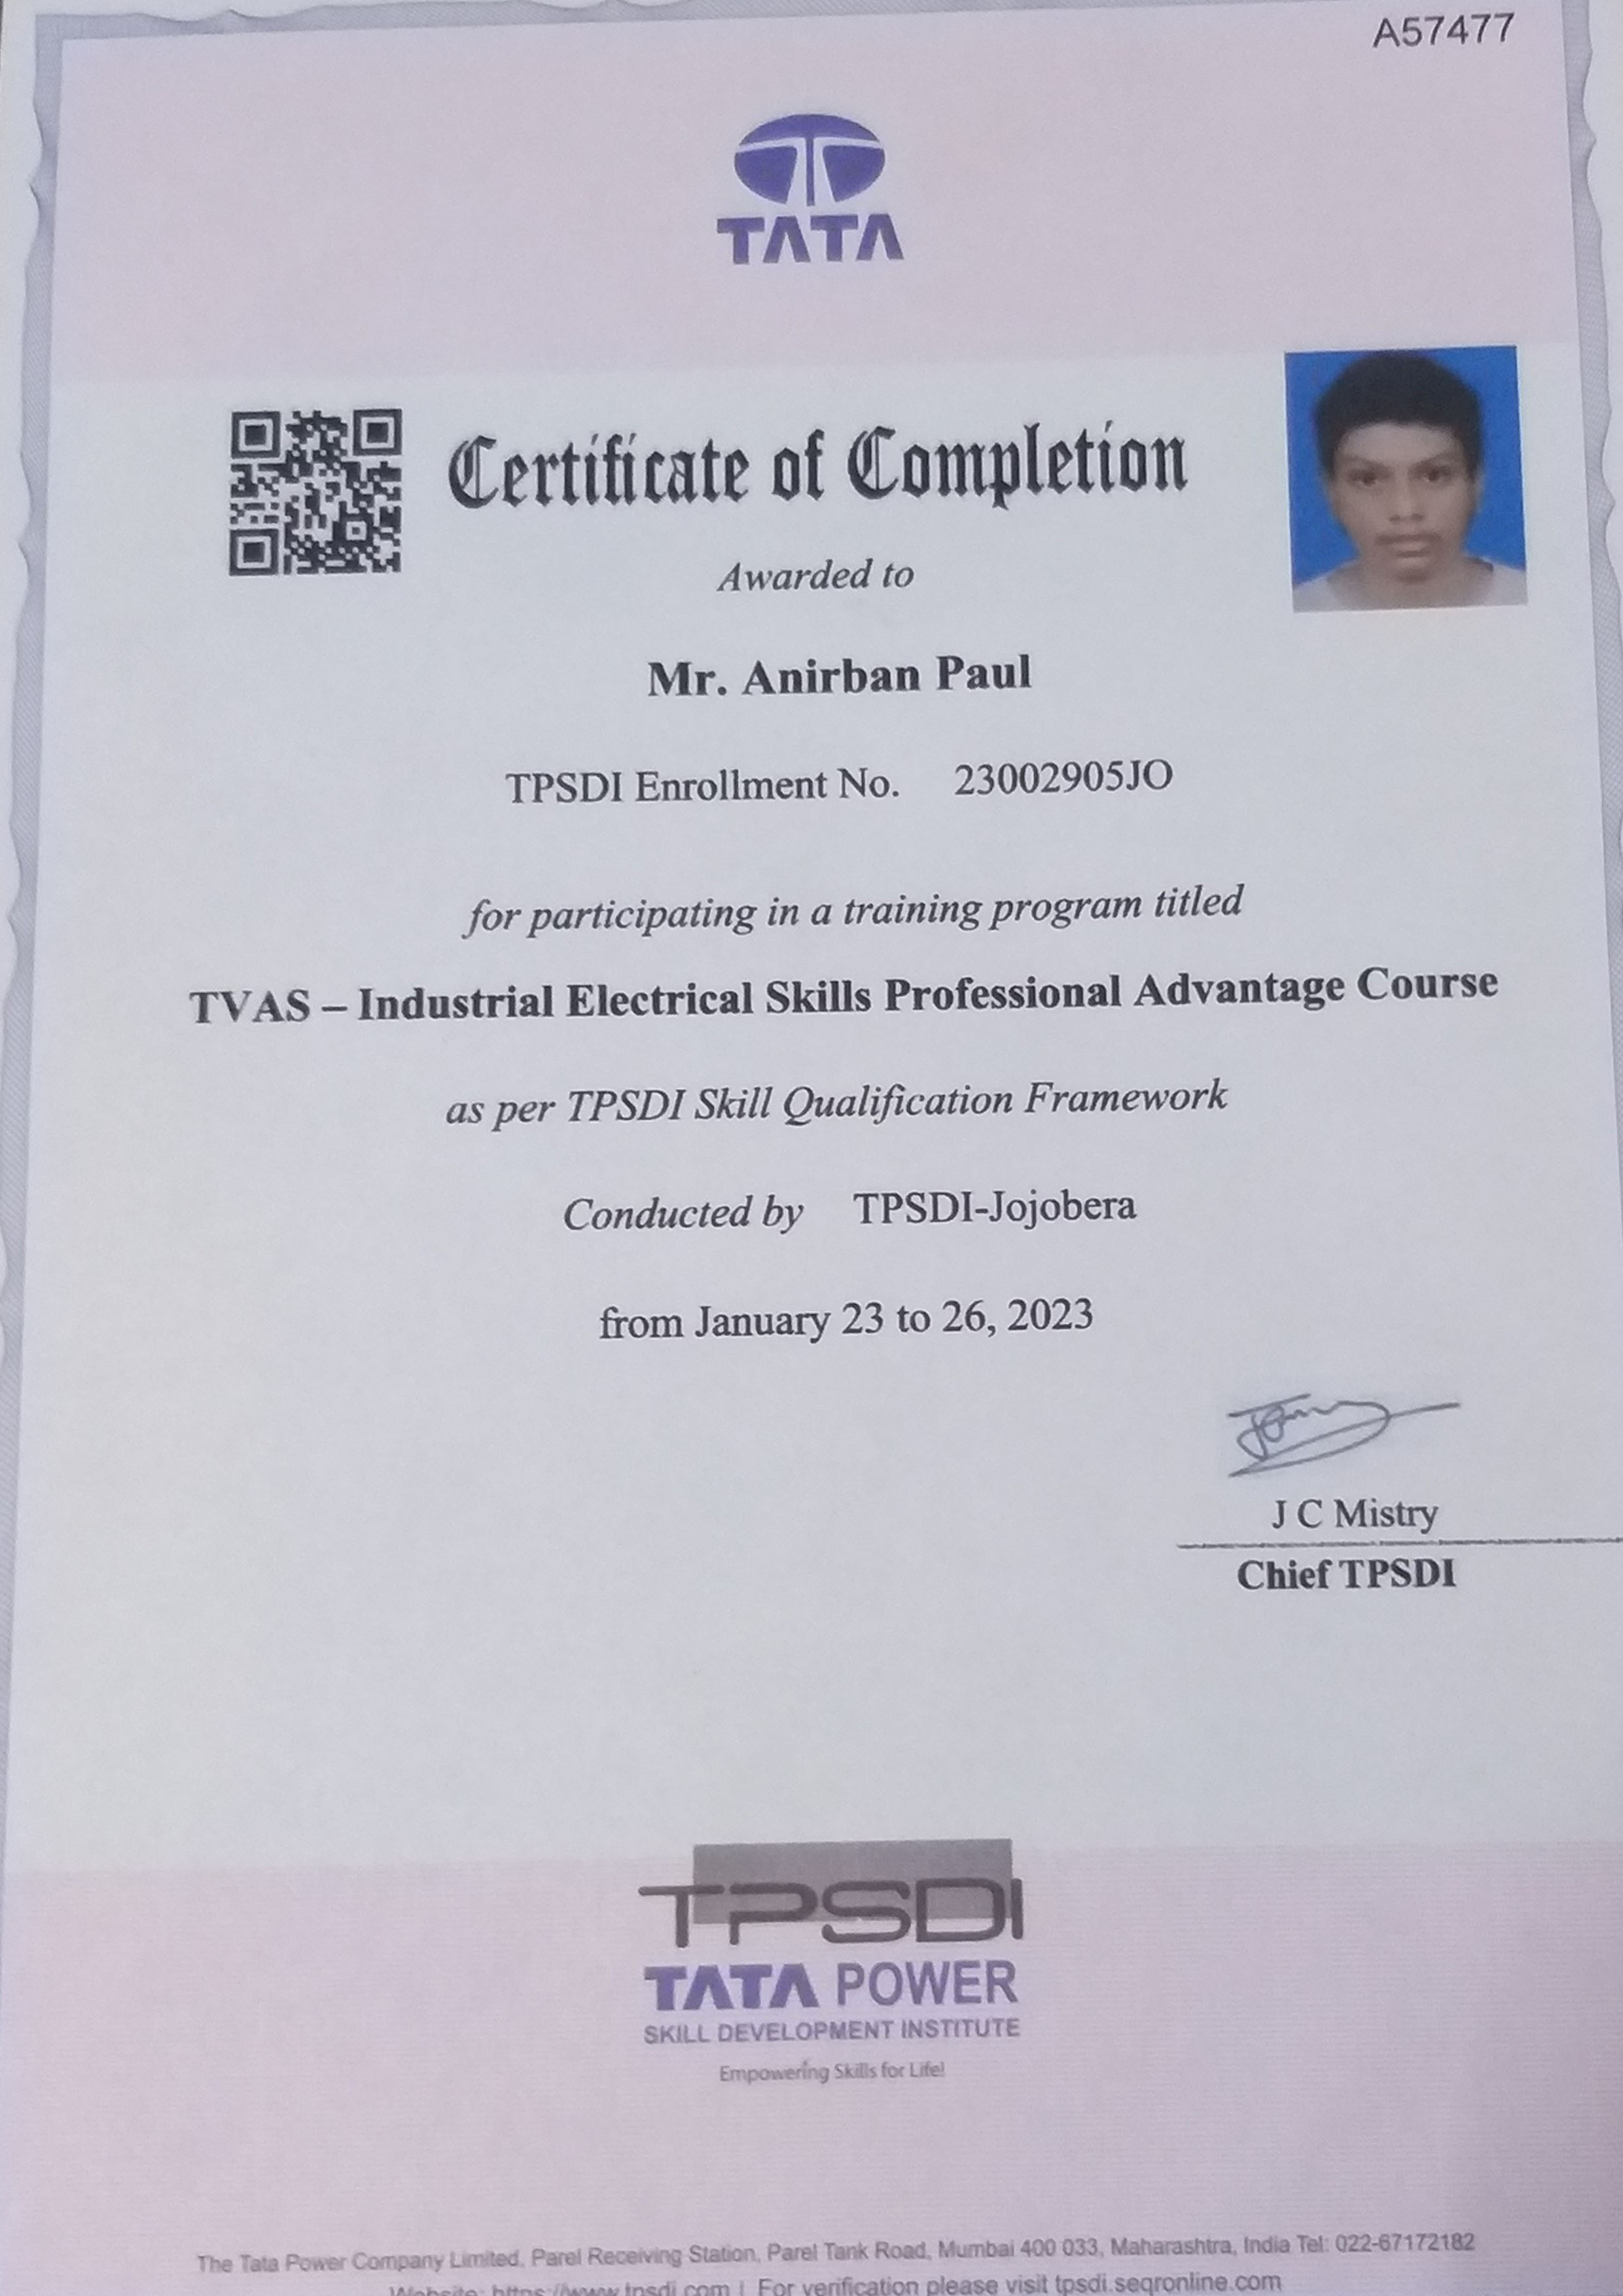 A57477
TATA
Certificate of Completion
Awarded to
Mr. Anirban Paul
TPSDI Enrollment No. 23002905JO
for participating in a training program titled
TVAS – Industrial Electrical Skills Professional Advantage Course
as per TPSDI Skill Qualification Framework
Conducted by TPSDI-Jojobera
from January 23 to 26, 2023
J C Mistry
Chief TPSDI
TPSDI
TATA POWER
SKILL DEVELOPMENT INSTITUTE
Empowering Skills for Life!
The Tata Power Company Limited, Parel Receiving Station, Parel Tank Road, Mumbai 400 033, Maharashtra, India Tel: 022-67172182
Website: https://www.tpsdi.com | For verification please visit tpsdi.seqronline.com